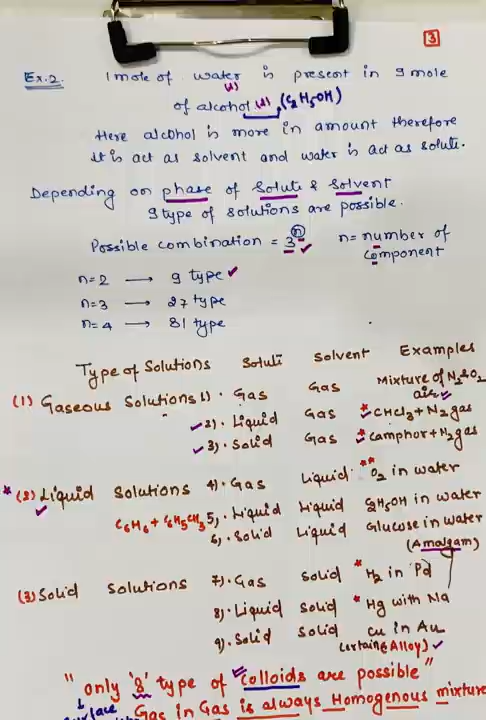 3
Ex.2. 1 mole of water (l) is present in 9 mole
of alcohol (l), (C2H5OH)
Here alcohol is more in amount therefore
it is act as solvent and water is act as solute.
Depending on phase of Solute & Solvent
9 type of solutions are possible.
Possible combination = 3^n n = number of
component
n=2 → 9 type
n=3 → 27 type
n=4 → 81 type
Type of Solutions Solute Solvent Examples
(1) Gaseous Solutions 1). Gas Gas Mixture of N2 & O2
air
2). Liquid Gas *CHCl3 + N2 gas
3). Solid Gas *camphor + N2 gas
* (2) Liquid Solutions 4). Gas Liquid **O2 in water
C6H6 + C6H5CH3 5). Liquid Liquid C2H5OH in water
6). Solid Liquid Glucose in water
(Amalgam)
(3) Solid Solutions 7). Gas solid *H2 in Pd
8). Liquid solid *Hg with Na
9). Solid solid Cu in Au
(certain Alloy)
"only '8' type of Colloids are possible"
Surface Gas in Gas is always Homogenous mixture